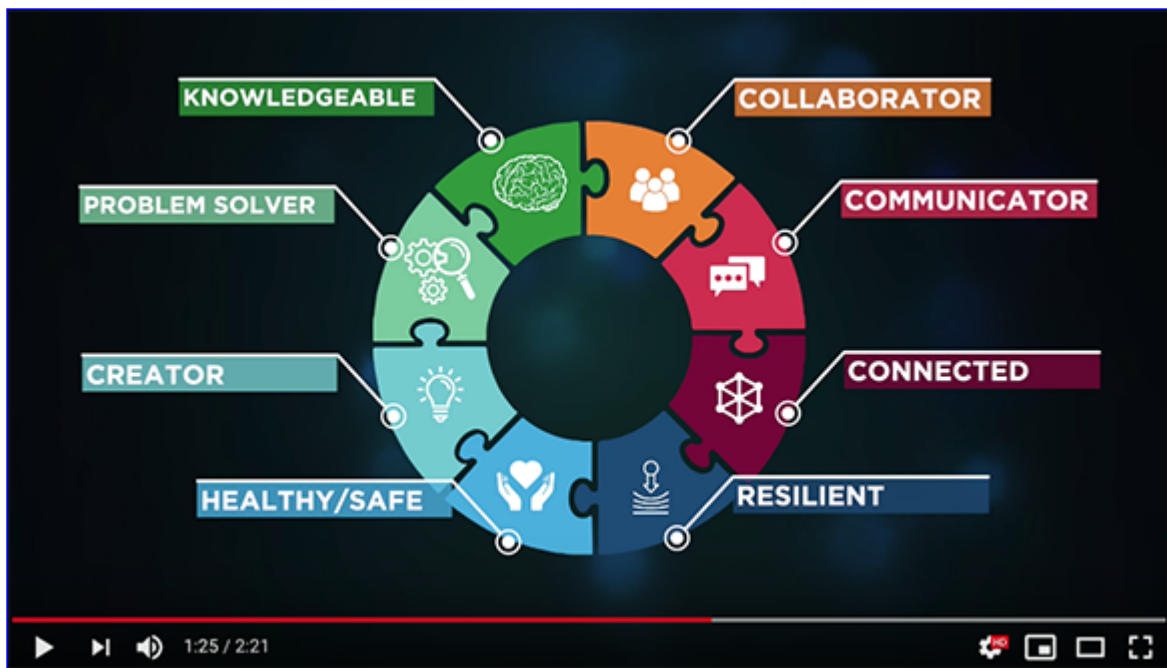 KNOWLEDGEABLE
COLLABORATOR
PROBLEM SOLVER
COMMUNICATOR
CREATOR
CONNECTED
HEALTHY/SAFE
RESILIENT
1:25 / 2:21
HD